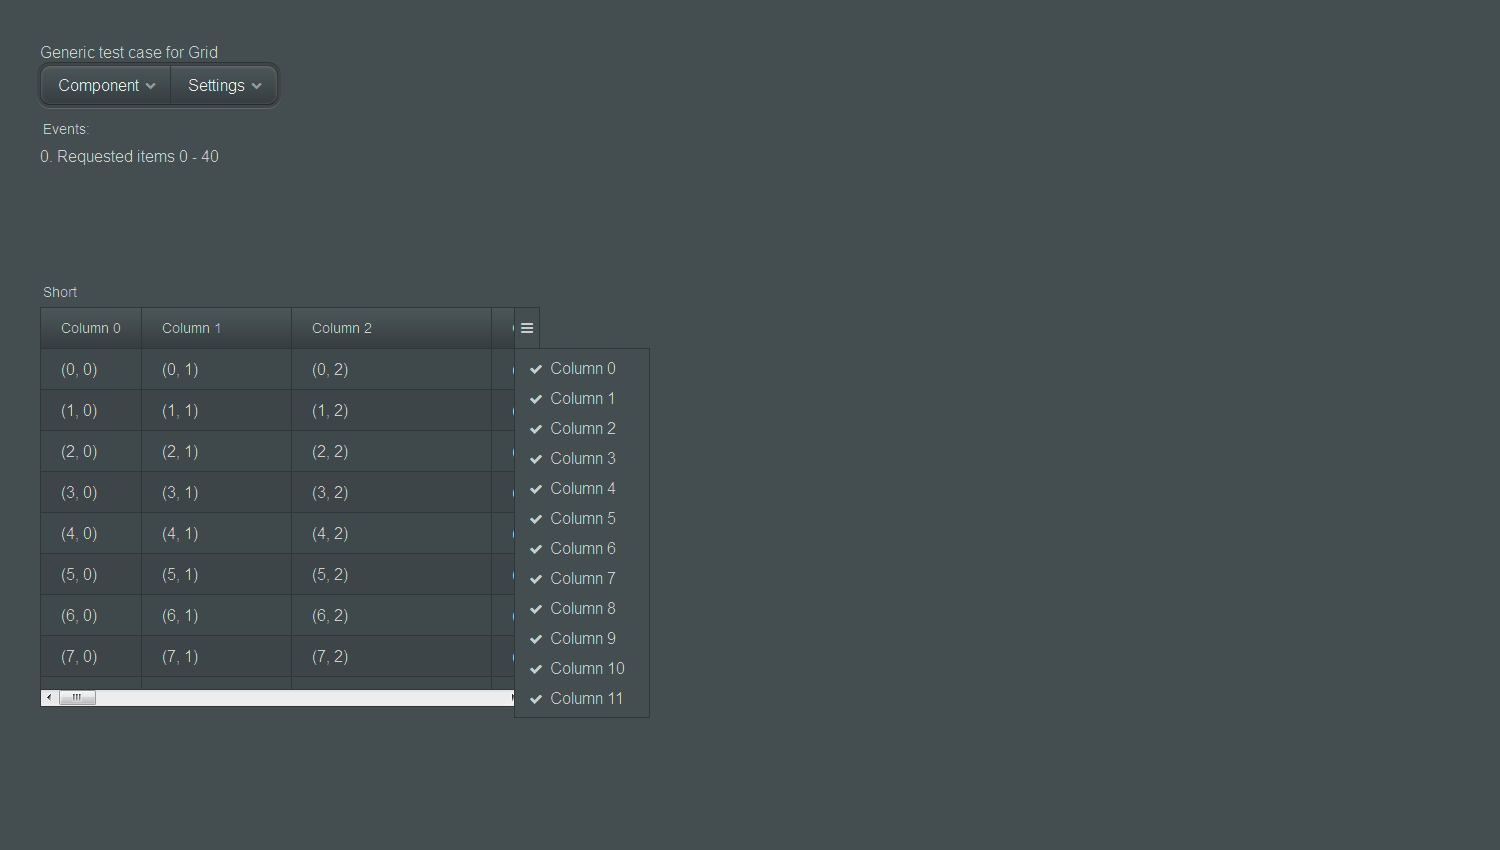 Generic test case for Grid
Component Settings
Events:
0. Requested items 0 - 40
Short
Column 0 Column 1 Column 2
(0, 0) (0, 1) (0, 2) Column 0
Column 1
(1, 0) (1, 1) (1, 2)
Column 2
(2, 0) (2, 1) (2, 2) Column 3
(3, 0) (3, 1) (3, 2) Column 4
Column 5
(4, 0) (4, 1) (4, 2)
Column 6
(5, 0) (5, 1) (5, 2) Column 7
(6, 0) (6, 1) (6, 2) Column 8
Column 9
(7, 0) (7, 1) (7, 2)
Column 10
Column 11